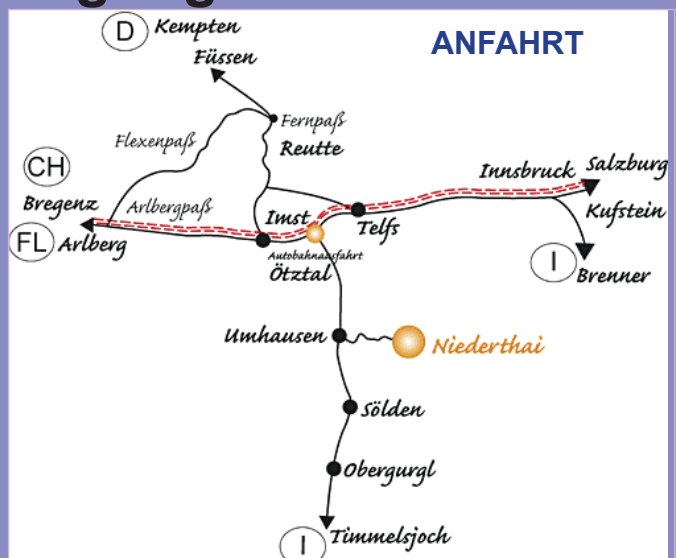 D Kempten
Füssen
ANFAHRT
Fernpaß
Flexenpaß
Reutte
CH
Innsbruck Salzburg
Bregenz
Arlbergpaß
Imst
Telfs
Kufstein
FL Arlberg
Autobahnausfahrt
Ötztal
I Brenner
Umhausen
Niederthai
Sölden
Obergurgl
I Timmelsjoch